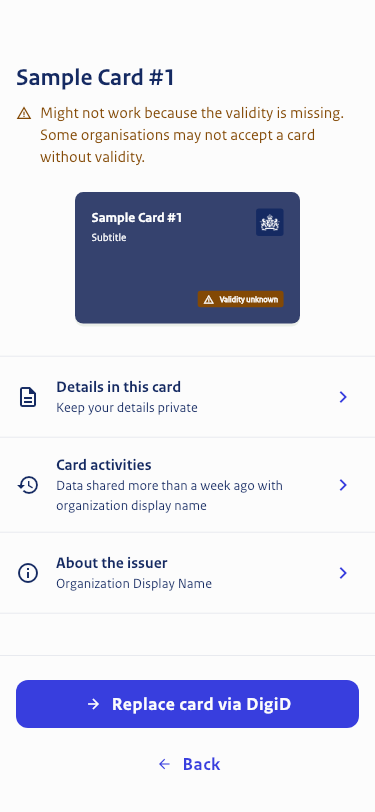 Sample Card #1
Might not work because the validity is missing.
Some organisations may not accept a card
without validity.
Sample Card #1
Subtitle
Validity unknown
Details in this card
Keep your details private
Card activities
Data shared more than a week ago with
organization display name
About the issuer
Organization Display Name
Replace card via DigiD
Back